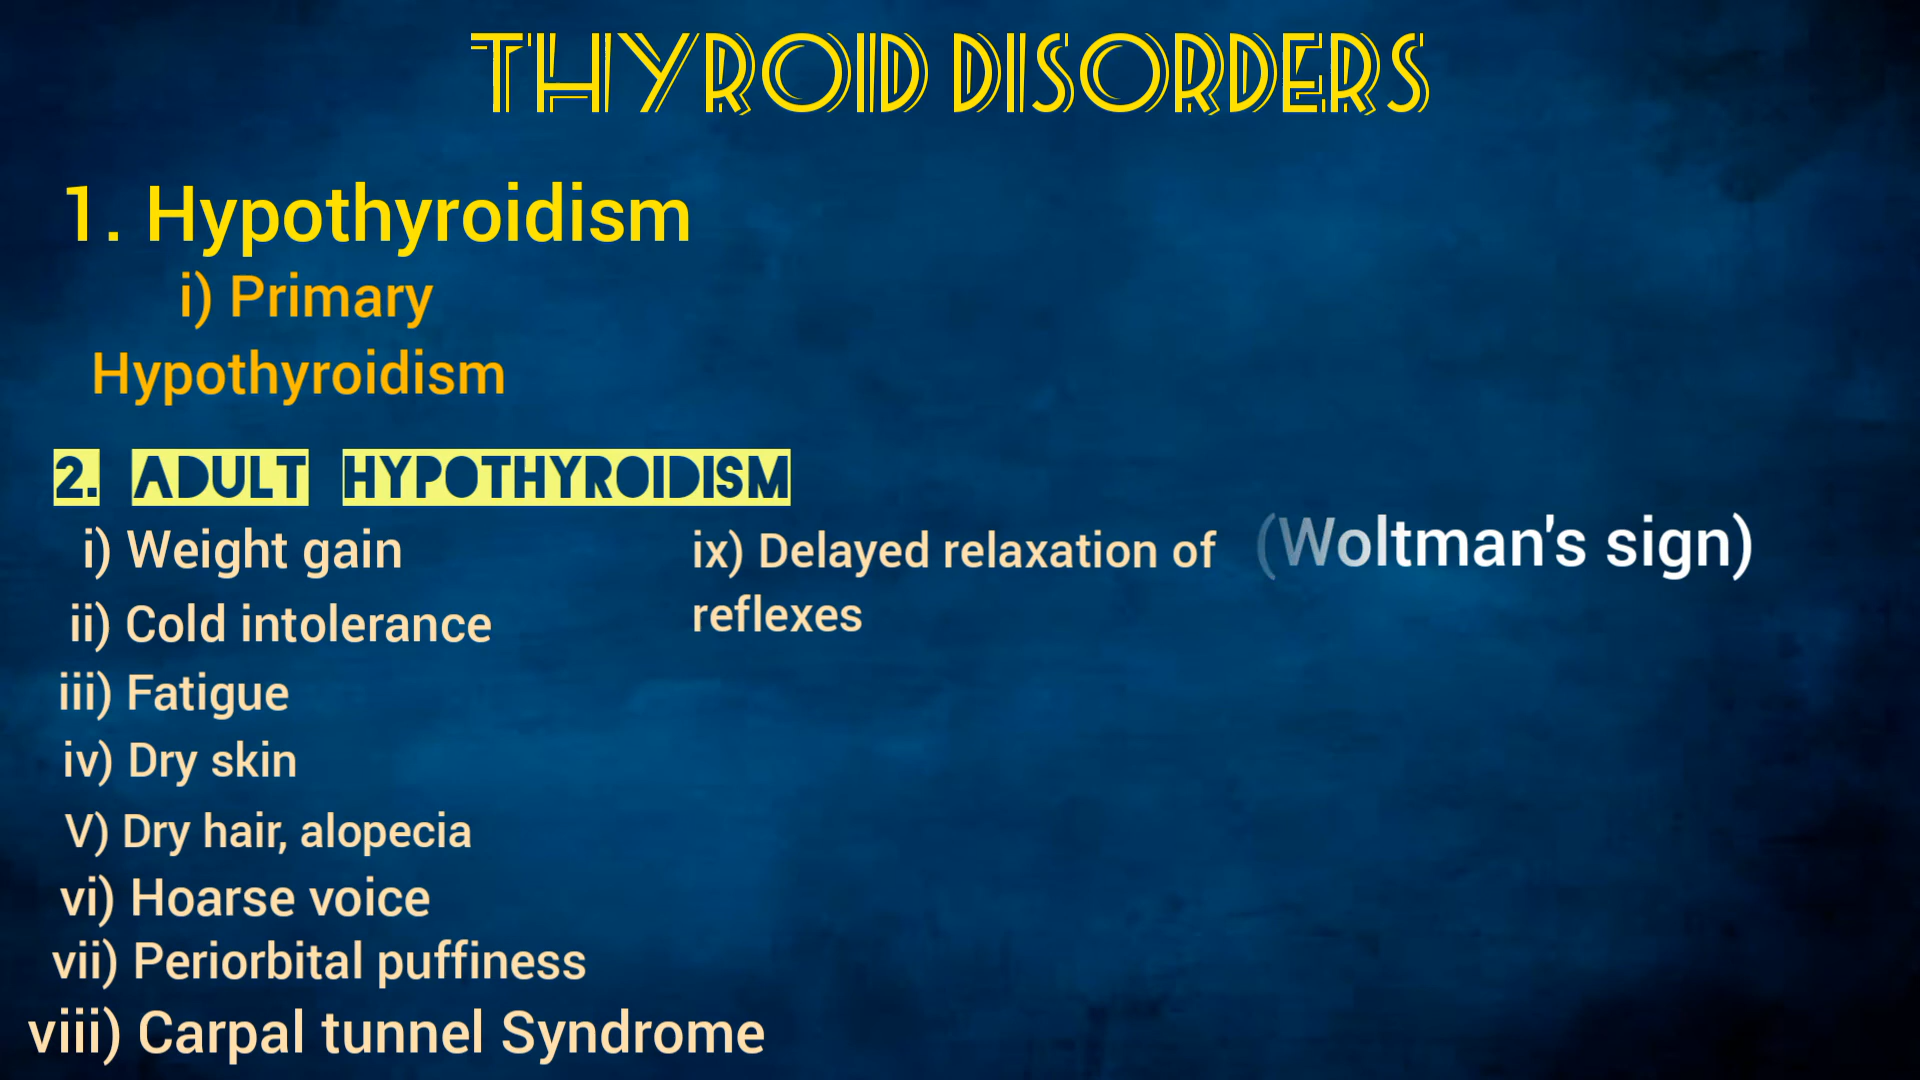 THYROID DISORDERS
1. Hypothyroidism
i) Primary
Hypothyroidism
2. ADULT HYPOTHYROIDISM
i) Weight gain
ii) Cold intolerance
iii) Fatigue
iv) Dry skin
V) Dry hair, alopecia
vi) Hoarse voice
vii) Periorbital puffiness
viii) Carpal tunnel Syndrome
ix) Delayed relaxation of (Woltman's sign)
reflexes